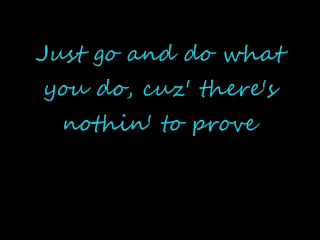 Just go and do what
you do, cuz' there's
nothin' to prove